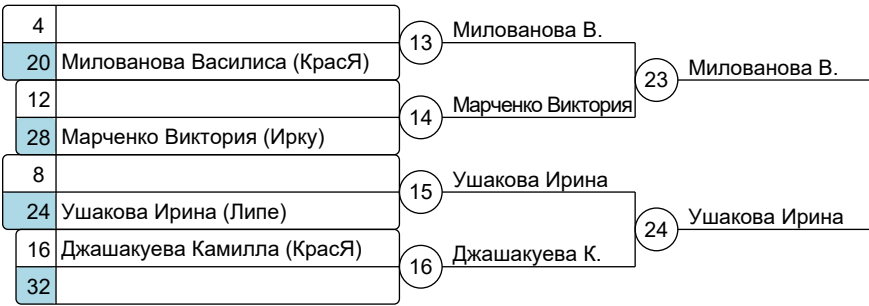 4
13 Милованова В.
20 Милованова Василиса (КрасЯ)
23 Милованова В.
12
14 Марченко Виктория
28 Марченко Виктория (Ирку)
8
15 Ушакова Ирина
24 Ушакова Ирина (Липе)
24 Ушакова Ирина
16 Джашакуева Камилла (КрасЯ)
16 Джашакуева К.
32